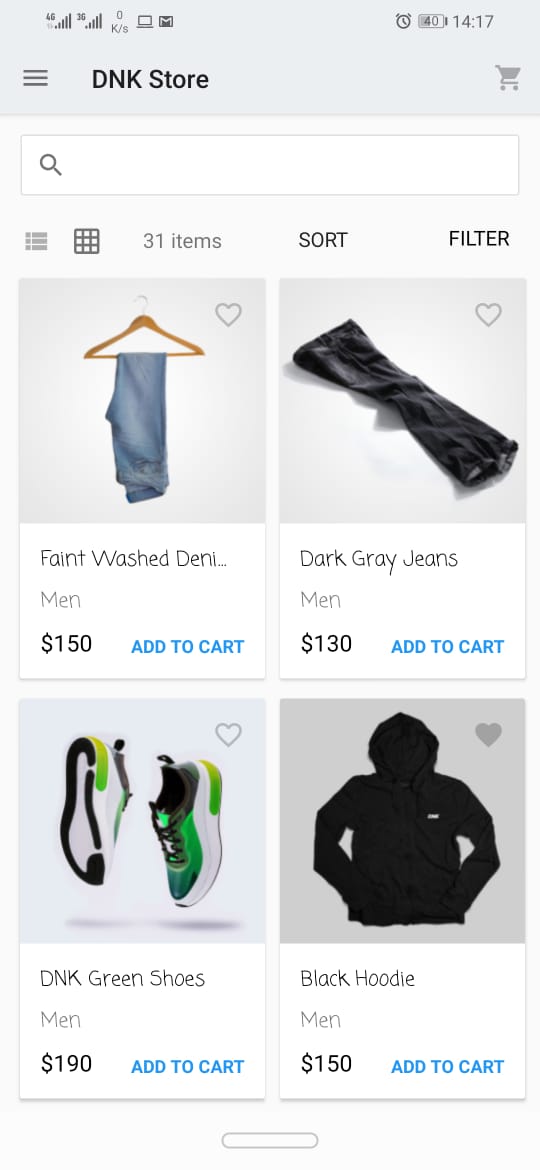 4G 3G 0 K/s 40 14:17
DNK Store
31 items SORT FILTER
Faint Washed Deni... Dark Gray Jeans
Men Men
$150 ADD TO CART $130 ADD TO CART
DNK
DNK Green Shoes Black Hoodie
Men Men
$190 ADD TO CART $150 ADD TO CART